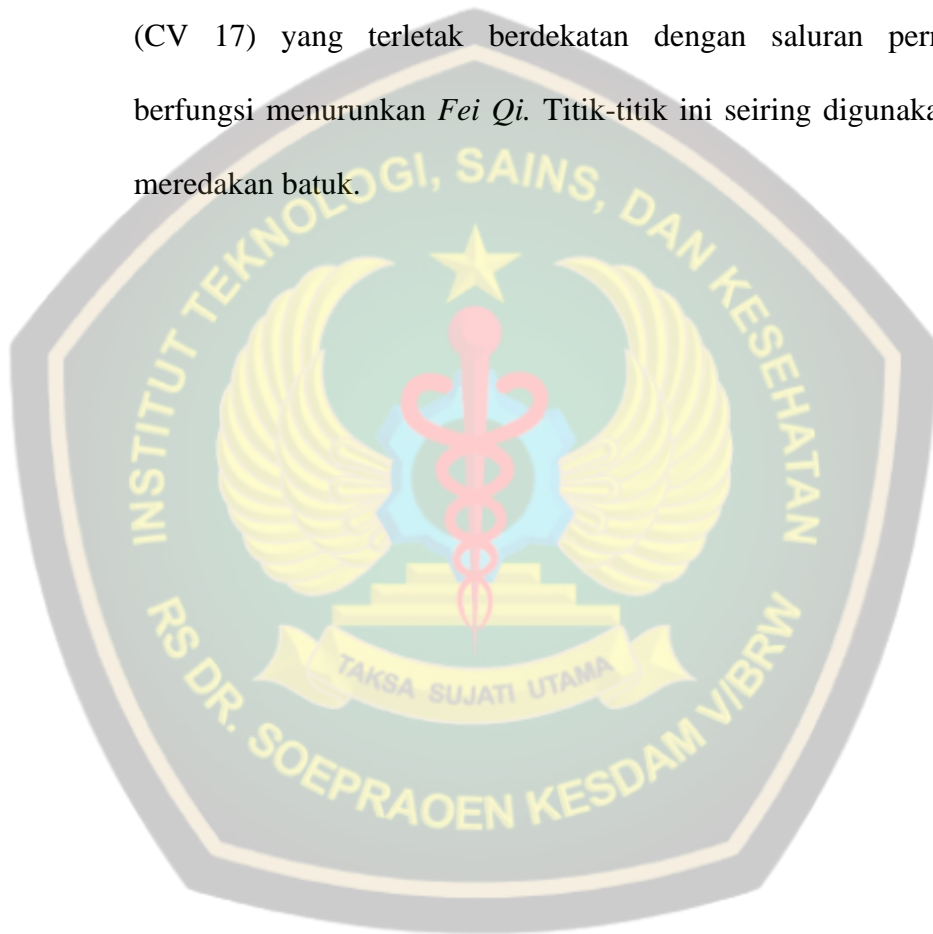 (CV 17) yang terletak berdekatan dengan saluran
berfungsi menurunkan Fei Qi. Titik-titik ini seiring
meredakan batuk.
INSTITUT TEKNOLOGI, SAINS, DAN KESEHATAN
TAKSA SUJATI UTAMA
RS DR. SOEPRAOEN KESDAM V/BRW